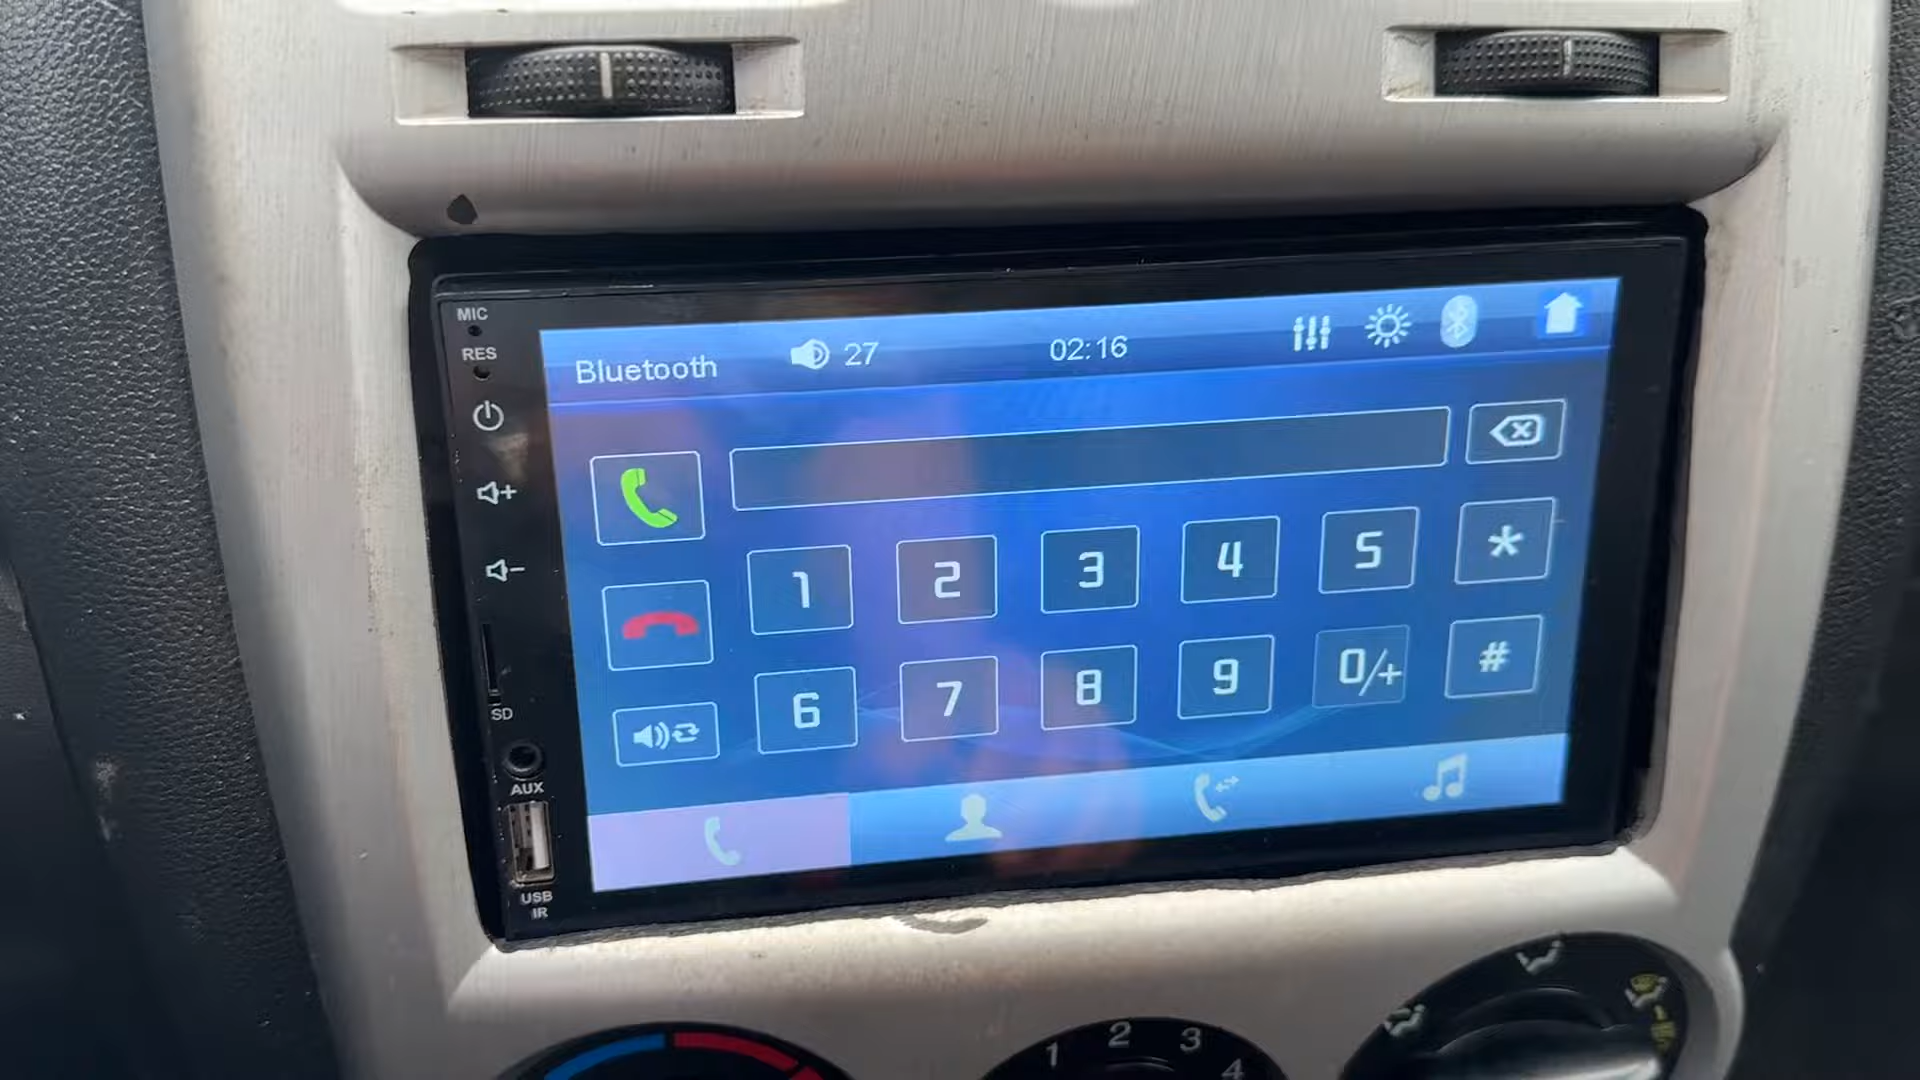 MIC
RES
Bluetooth 27 02:16
1 2 3 4 5 *
6 7 8 9 0/+ #
SD
AUX
USB
IR
1 2 3 4